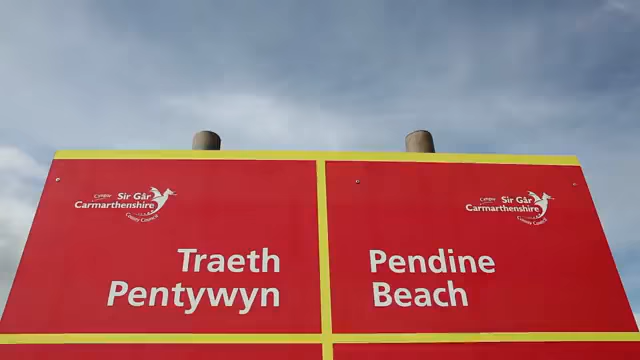 Cyngor
Sir Gâr
Carmarthenshire
County Council
Traeth
Pentywyn
Cyngor
Sir Gâr
Carmarthenshire
County Council
Pendine
Beach